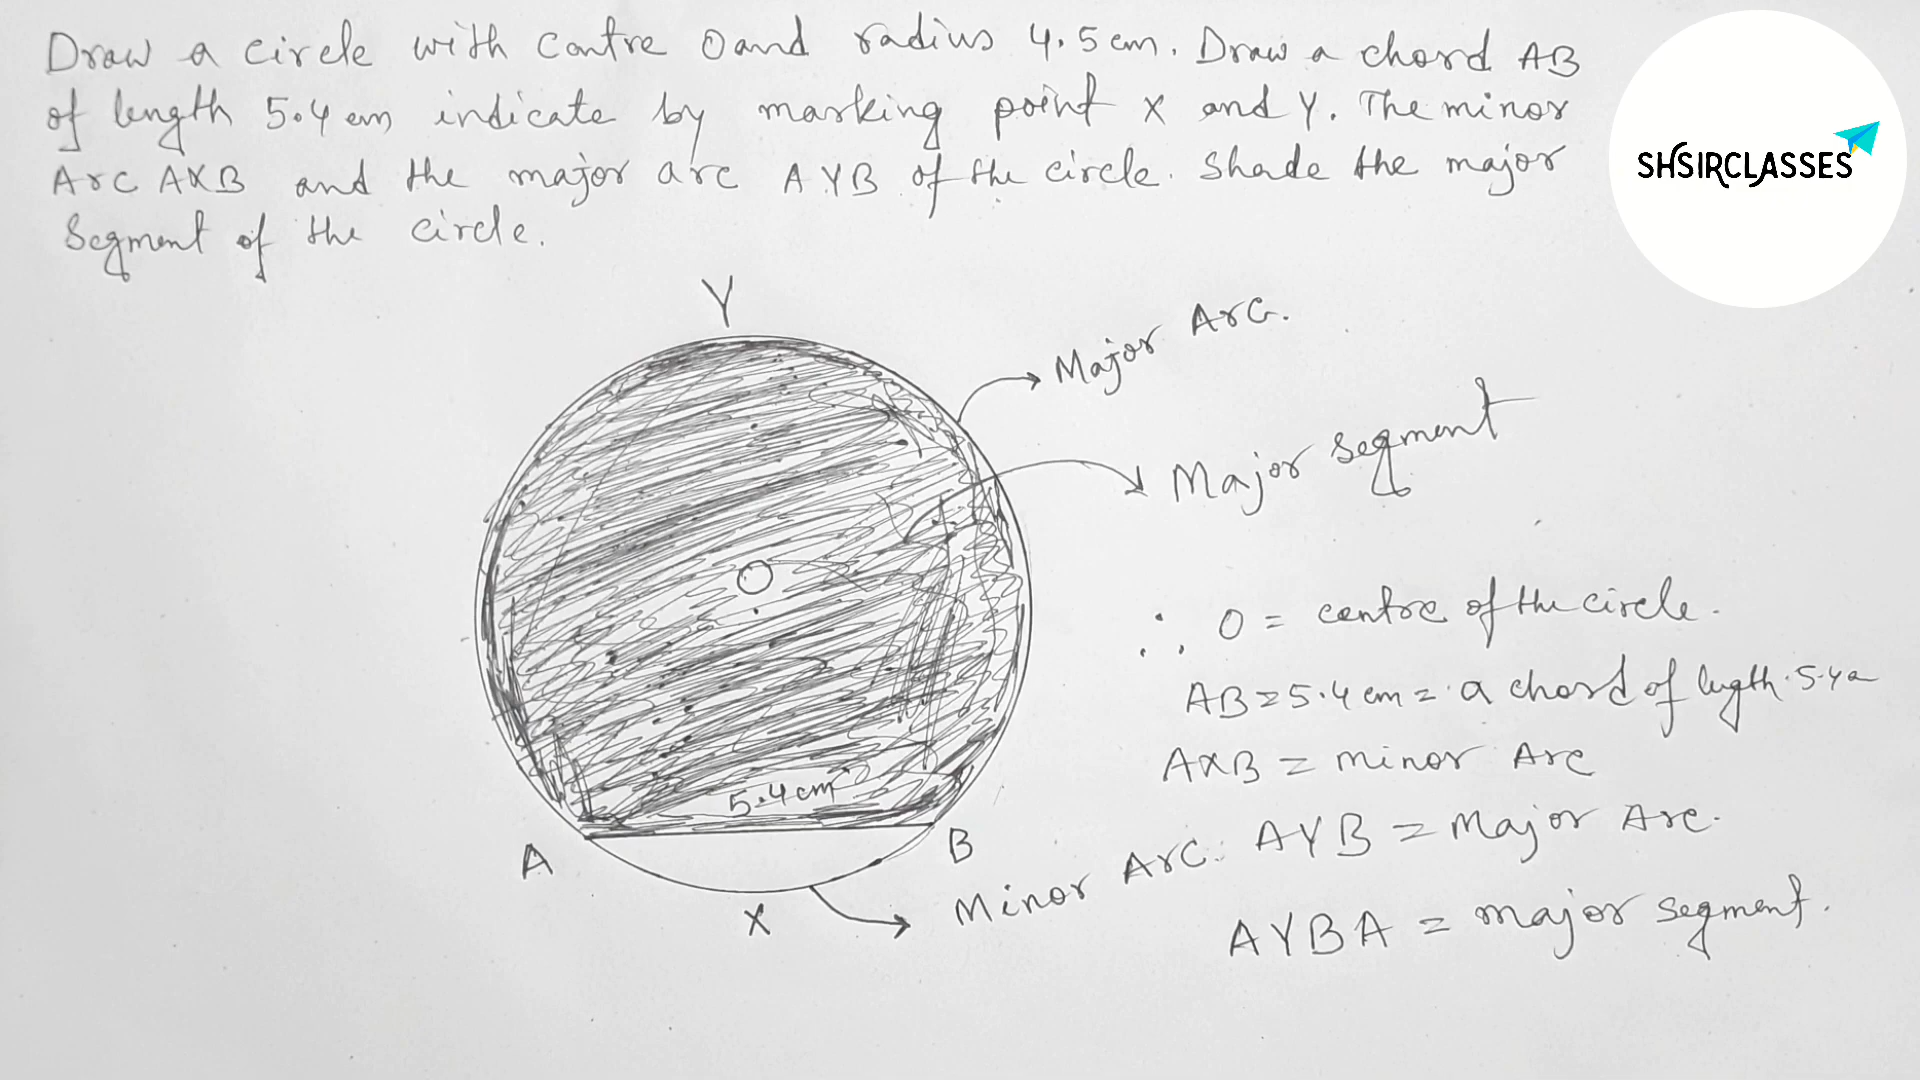 Draw a circle with centre O and radius 4.5 cm. Draw a chord AB
of length 5.4 cm indicate by marking point X and Y. The minor
Arc AXB and the major arc AYB of the circle. Shade the major
Segment of the circle.
SHSIRCLASSES
Y
Major Arc.
Major segment
O
∴ O = centre of the circle.
AB = 5.4 cm = a chord of length 5.4
AXB = minor Arc
5.4 cm
AYB = Major Arc.
A
B
Minor Arc.
X
AYBA = major segment.